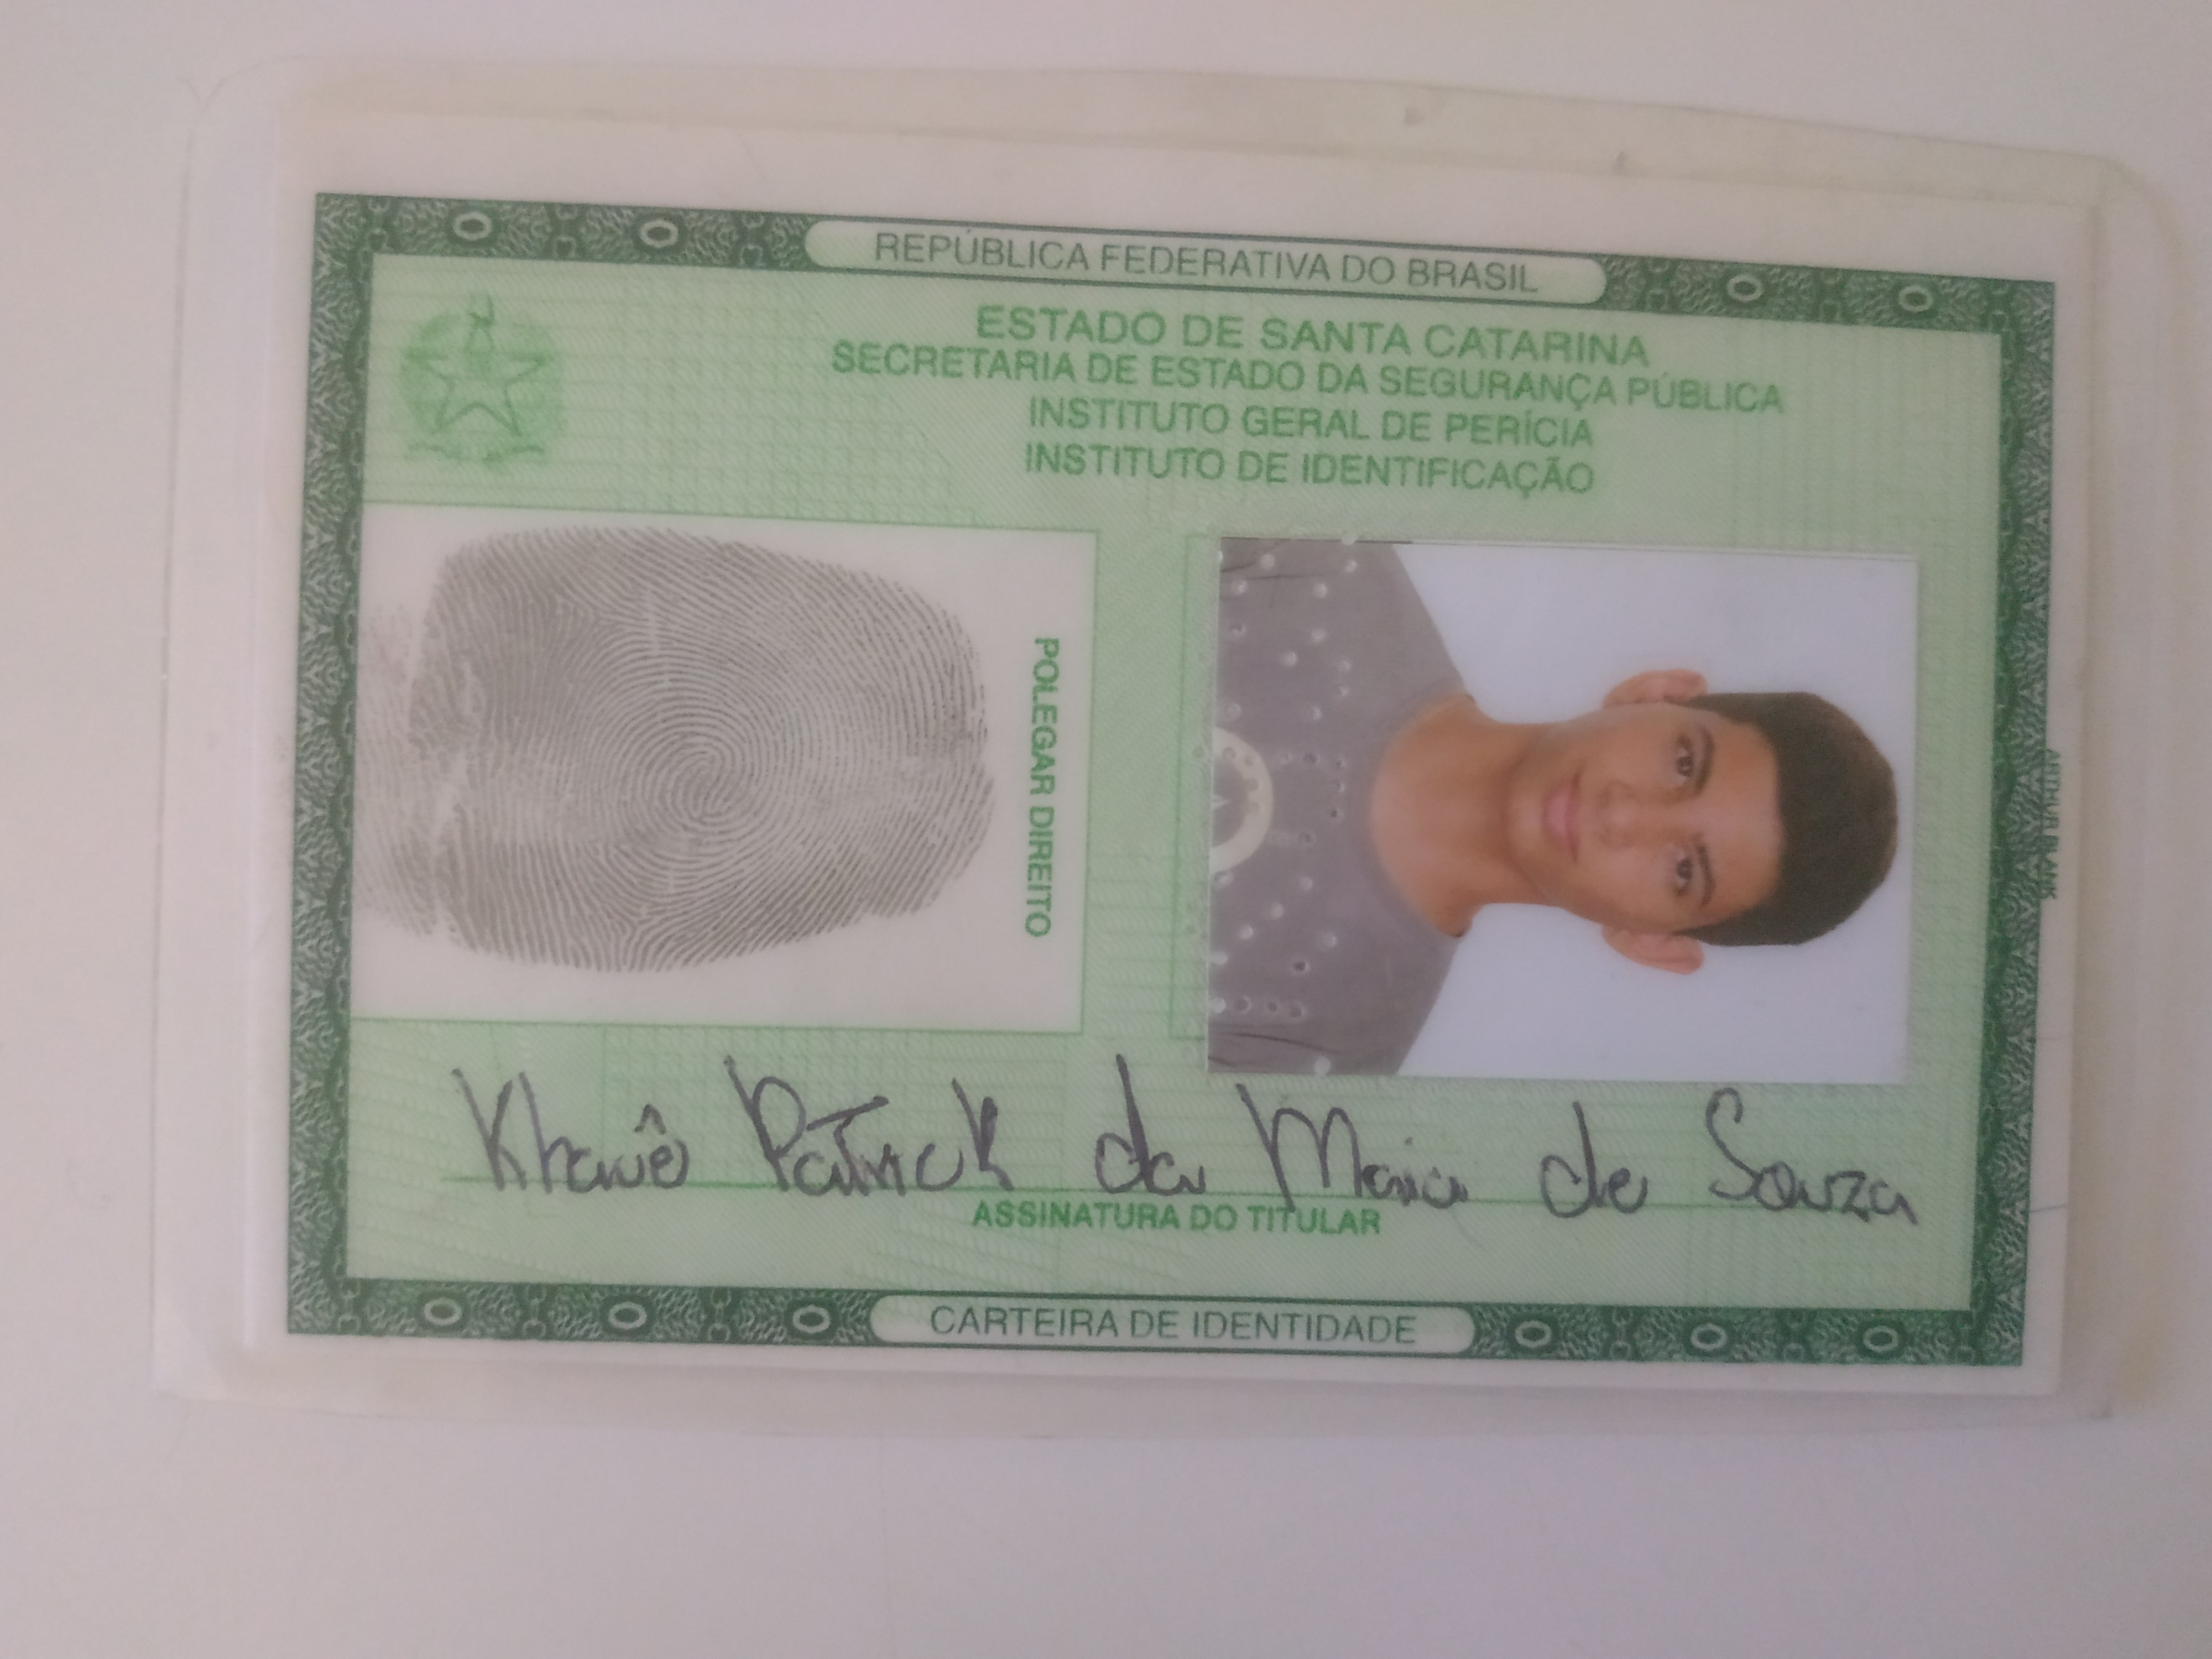 REPÚBLICA FEDERATIVA DO BRASIL
ESTADO DE SANTA CATARINA
SECRETARIA DE ESTADO DA SEGURANÇA PÚBLICA
INSTITUTO GERAL DE PERÍCIA
INSTITUTO DE IDENTIFICAÇÃO
POLEGAR DIREITO
Khauê Patrick da Maia de Souza
ASSINATURA DO TITULAR
CARTEIRA DE IDENTIDADE